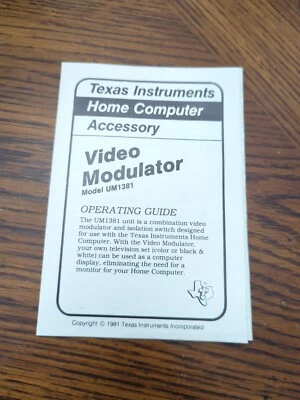 Texas Instruments
Home Computer
Accessory
Video
Modulator
Model UM1381
OPERATING GUIDE
The UM1381 unit is a combination video
modulator and isolation switch designed
for use with the Texas Instruments Home
Computer. With the Video Modulator,
your own television set (color or black &
white) can be used as a computer
display, eliminating the need for a
monitor for your Home Computer.
Copyright © 1981 Texas Instruments Incorporated